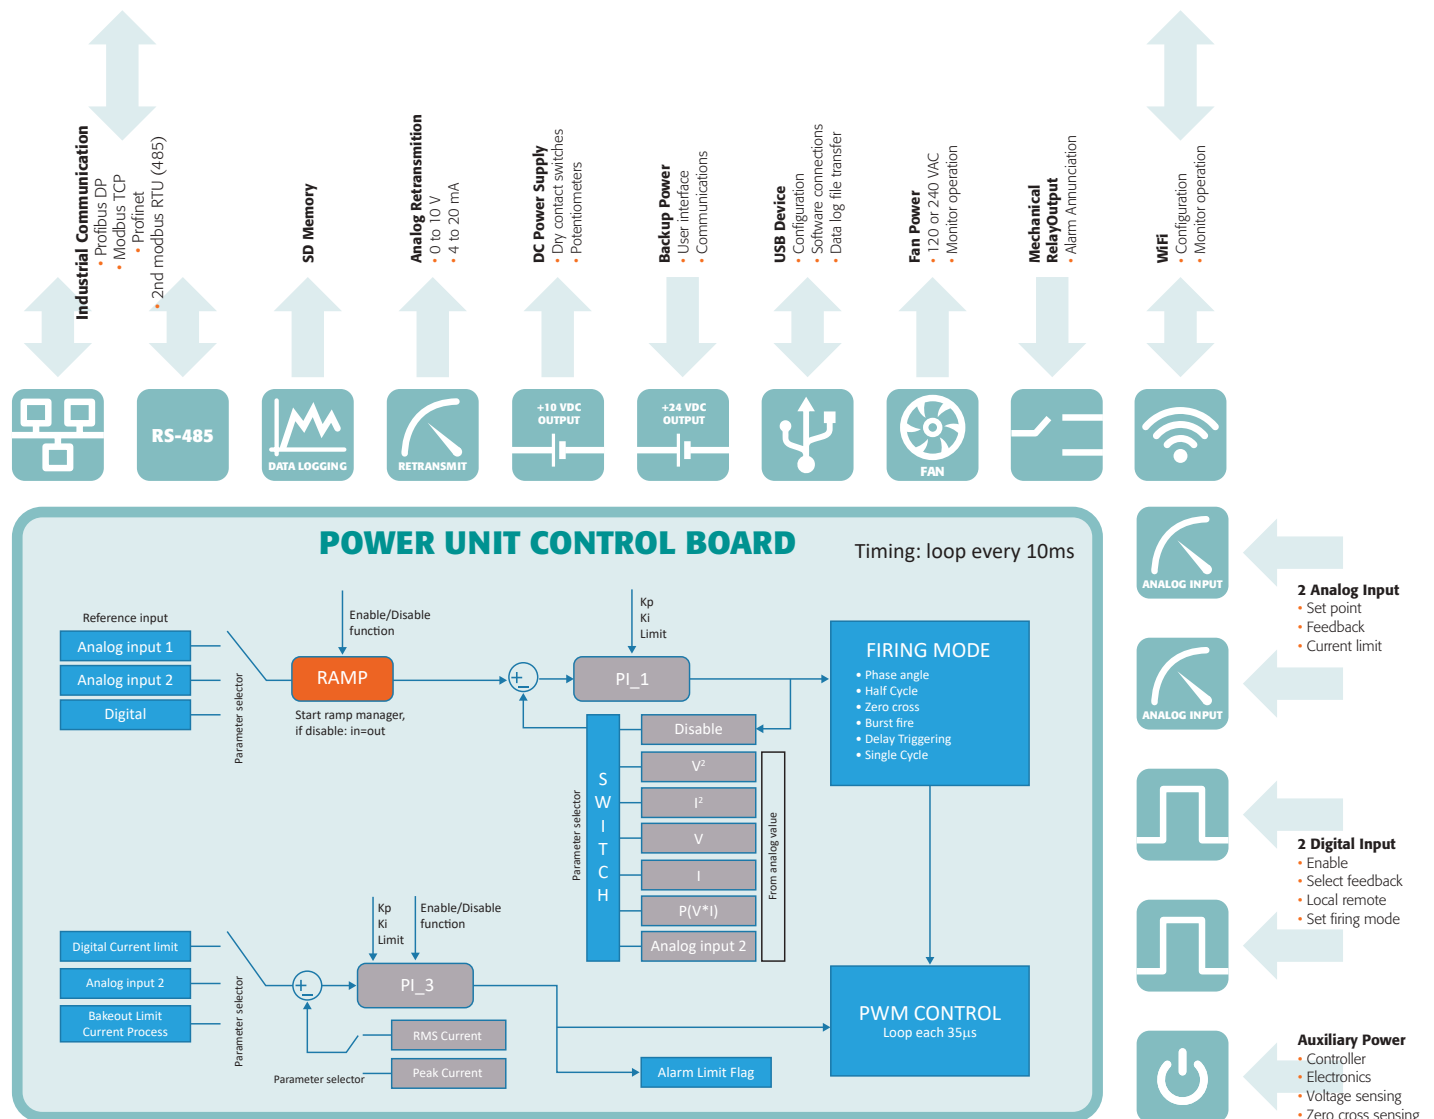 Industrial Communication
• Profibus DP
• Modbus TCP
• Profinet
• 2nd modbus RTU (485)
SD Memory
Analog Retransmition
• 0 to 10 V
• 4 to 20 mA
DC Power Supply
• Dry contact switches
• Potentiometers
Backup Power
• User interface
• Communications
USB Device
• Configuration
• Software connections
• Data log file transfer
Fan Power
• 120 or 240 VAC
• Monitor operation
Mechanical
RelayOutput
• Alarm Annunciation
WiFi
• Configuration
• Monitor operation
RS-485
DATA LOGGING
RETRANSMIT
+10 VDC
OUTPUT
+24 VDC
OUTPUT
FAN
POWER UNIT CONTROL BOARD
Timing: loop every 10ms
Reference input
Analog input 1
Analog input 2
Digital
Parameter selector
Enable/Disable
function
RAMP
Start ramp manager,
if disable: in=out
+
−
Kp
Ki
Limit
PI_1
Parameter selector
SWITCH
Disable
V²
I²
V
I
P(V*I)
Analog input 2
From analog value
FIRING MODE
• Phase angle
• Half Cycle
• Zero cross
• Burst fire
• Delay Triggering
• Single Cycle
Digital Current limit
Analog input 2
Bakeout Limit
Current Process
Parameter selector
+
−
Kp
Ki
Limit
Enable/Disable
function
PI_3
RMS Current
Peak Current
Parameter selector
Alarm Limit Flag
PWM CONTROL
Loop each 35µs
ANALOG INPUT
ANALOG INPUT
2 Analog Input
• Set point
• Feedback
• Current limit
2 Digital Input
• Enable
• Select feedback
• Local remote
• Set firing mode
Auxiliary Power
• Controller
• Electronics
• Voltage sensing
• Zero cross sensing